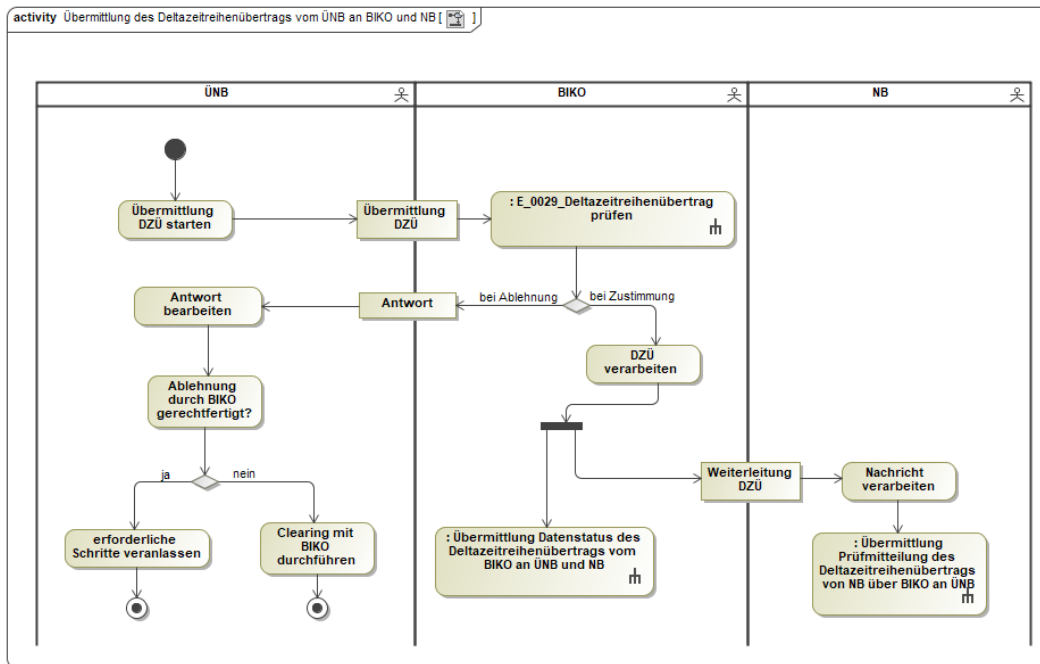 activity Übermittlung des Deltazeitreihenübertrags vom ÜNB an BIKO und NB [ ]
ÜNB
BIKO
NB
Übermittlung
DZÜ starten
Übermittlung
DZÜ
: E_0029_Deltazeitreihenübertrag
prüfen
Antwort
bearbeiten
Antwort
bei Ablehnung
bei Zustimmung
DZÜ
verarbeiten
Ablehnung
durch BIKO
gerechtfertigt?
ja
nein
Weiterleitung
DZÜ
Nachricht
verarbeiten
erforderliche
Schritte veranlassen
Clearing mit
BIKO
durchführen
: Übermittlung Datenstatus des
Deltazeitreihenübertrags vom
BIKO an ÜNB und NB
: Übermittlung
Prüfmitteilung des
Deltazeitreihenübertrags
von NB über BIKO an ÜNB